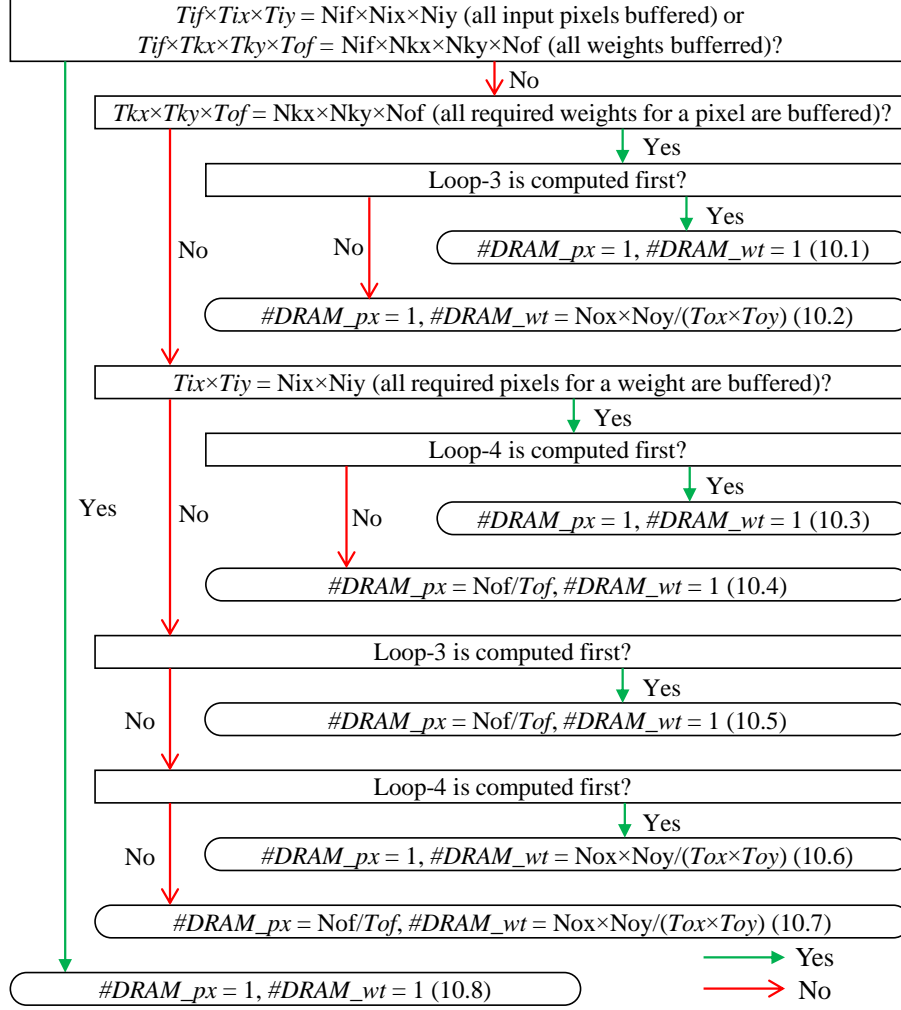 Tif×Tix×Tiy = Nif×Nix×Niy (all input pixels buffered) or
Tif×Tkx×Tky×Tof = Nif×Nkx×Nky×Nof (all weights bufferred)?
No
Tkx×Tky×Tof = Nkx×Nky×Nof (all required weights for a pixel are buffered)?
Yes
Loop-3 is computed first?
Yes
No
No
#DRAM_px = 1, #DRAM_wt = 1 (10.1)
#DRAM_px = 1, #DRAM_wt = Nox×Noy/(Tox×Toy) (10.2)
Tix×Tiy = Nix×Niy (all required pixels for a weight are buffered)?
Yes
Loop-4 is computed first?
Yes
Yes
No
No
#DRAM_px = 1, #DRAM_wt = 1 (10.3)
#DRAM_px = Nof/Tof, #DRAM_wt = 1 (10.4)
Loop-3 is computed first?
Yes
No
#DRAM_px = Nof/Tof, #DRAM_wt = 1 (10.5)
Loop-4 is computed first?
Yes
No
#DRAM_px = 1, #DRAM_wt = Nox×Noy/(Tox×Toy) (10.6)
#DRAM_px = Nof/Tof, #DRAM_wt = Nox×Noy/(Tox×Toy) (10.7)
Yes
#DRAM_px = 1, #DRAM_wt = 1 (10.8)
No